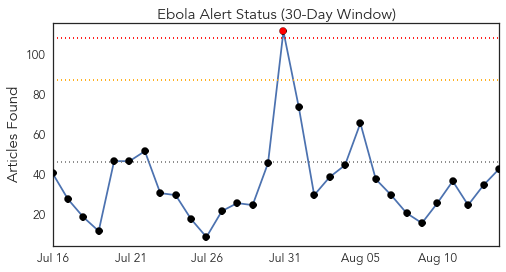 Ebola Alert Status (30-Day Window)
Articles Found
100
80
60
40
20
Jul 16 Jul 21 Jul 26 Jul 31 Aug 05 Aug 10